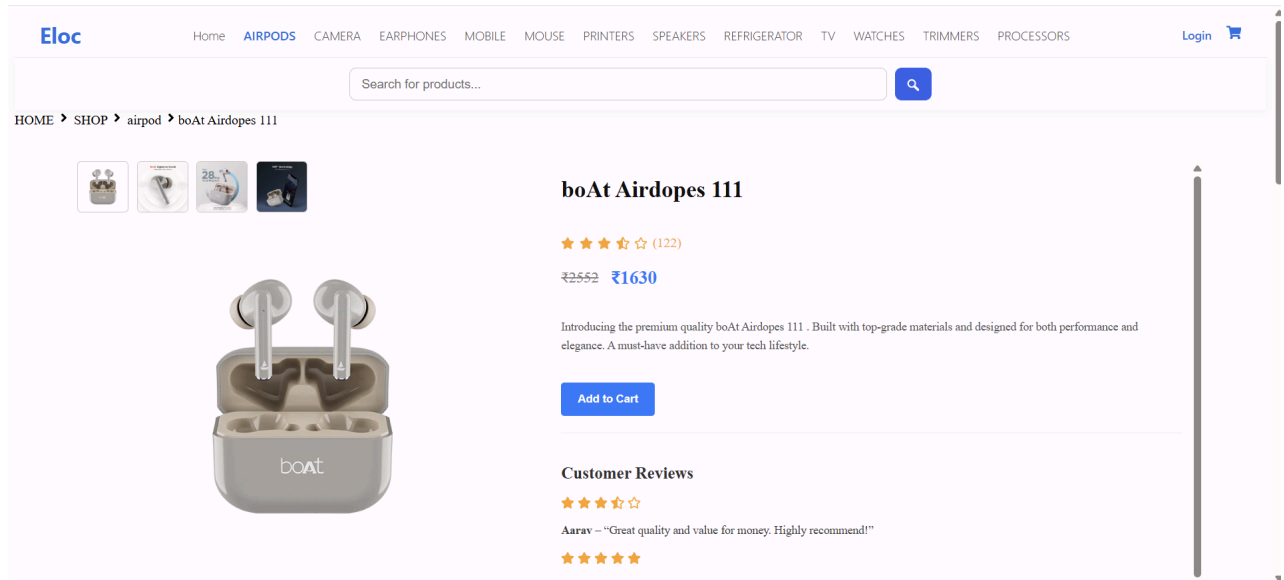 Eloc
Home AIRPODS CAMERA EARPHONES MOBILE MOUSE PRINTERS SPEAKERS REFRIGERATOR TV WATCHES TRIMMERS PROCESSORS
Login
Search for products...
HOME SHOP airpod boAt Airdopes 111
28
boAt Airdopes 111
(122)
₹2552 ₹1630
Introducing the premium quality boAt Airdopes 111 . Built with top-grade materials and designed for both performance and
elegance. A must-have addition to your tech lifestyle.
Add to Cart
boAt
Customer Reviews
Aarav – “Great quality and value for money. Highly recommend!”